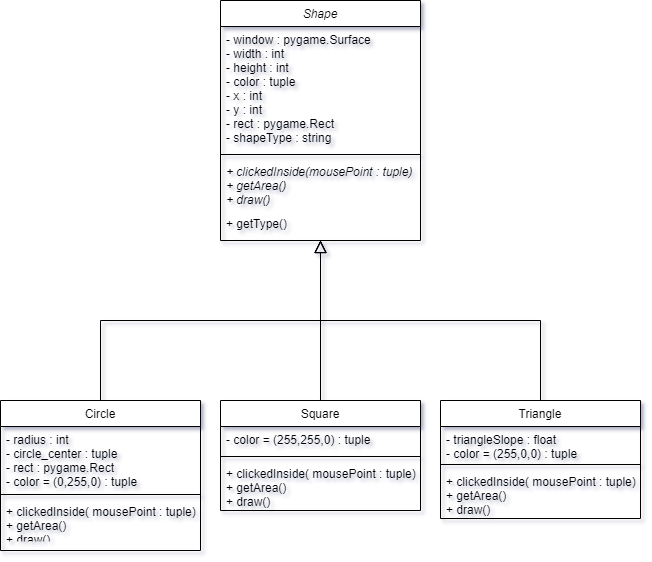 Shape
- window : pygame.Surface
- width : int
- height : int
- color : tuple
- x : int
- y : int
- rect : pygame.Rect
- shapeType : string
+ clickedInside(mousePoint : tuple)
+ getArea()
+ draw()
+ getType()
Circle
- radius : int
- circle_center : tuple
- rect : pygame.Rect
- color = (0,255,0) : tuple
+ clickedInside( mousePoint : tuple)
+ getArea()
+ draw()
Square
- color = (255,255,0) : tuple
+ clickedInside( mousePoint : tuple)
+ getArea()
+ draw()
Triangle
- triangleSlope : float
- color = (255,0,0) : tuple
+ clickedInside( mousePoint : tuple)
+ getArea()
+ draw()